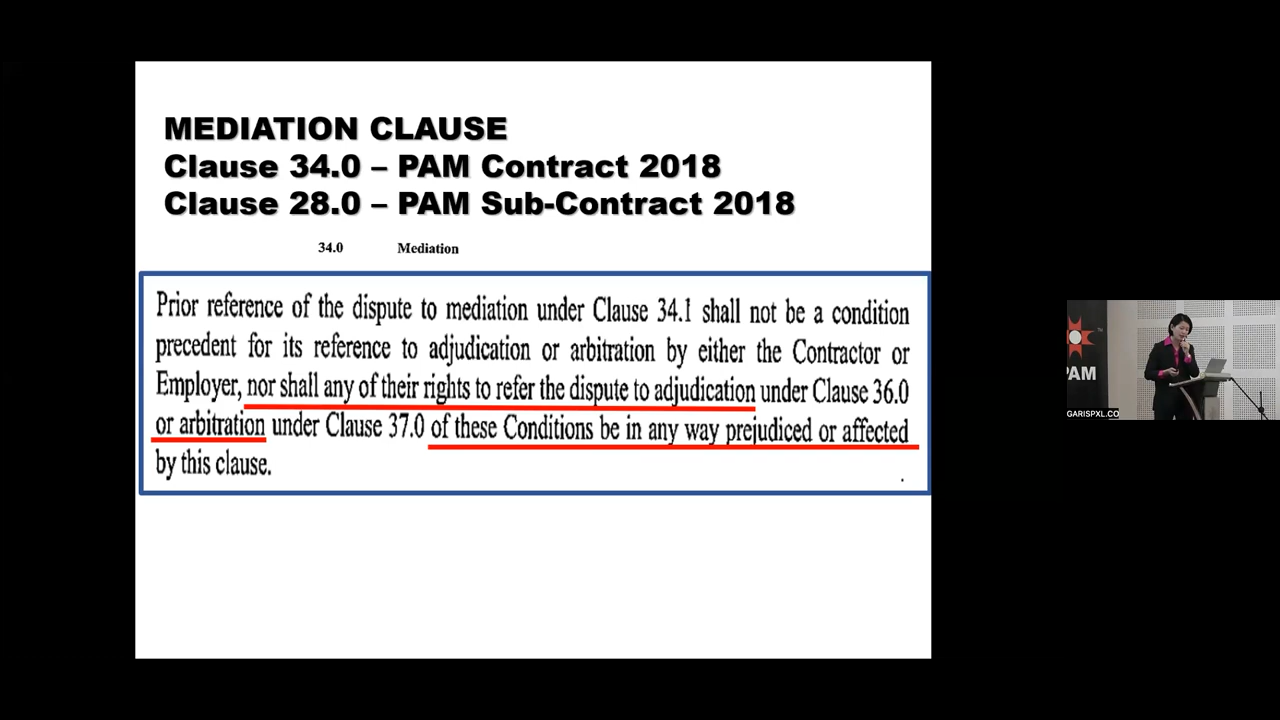 MEDIATION CLAUSE
Clause 34.0 – PAM Contract 2018
Clause 28.0 – PAM Sub-Contract 2018
34.0 Mediation
Prior reference of the dispute to mediation under Clause 34.1 shall not be a condition
precedent for its reference to adjudication or arbitration by either the Contractor or
Employer, nor shall any of their rights to refer the dispute to adjudication under Clause 36.0
or arbitration under Clause 37.0 of these Conditions be in any way prejudiced or affected
by this clause.
PAM
GARISPXL.CO